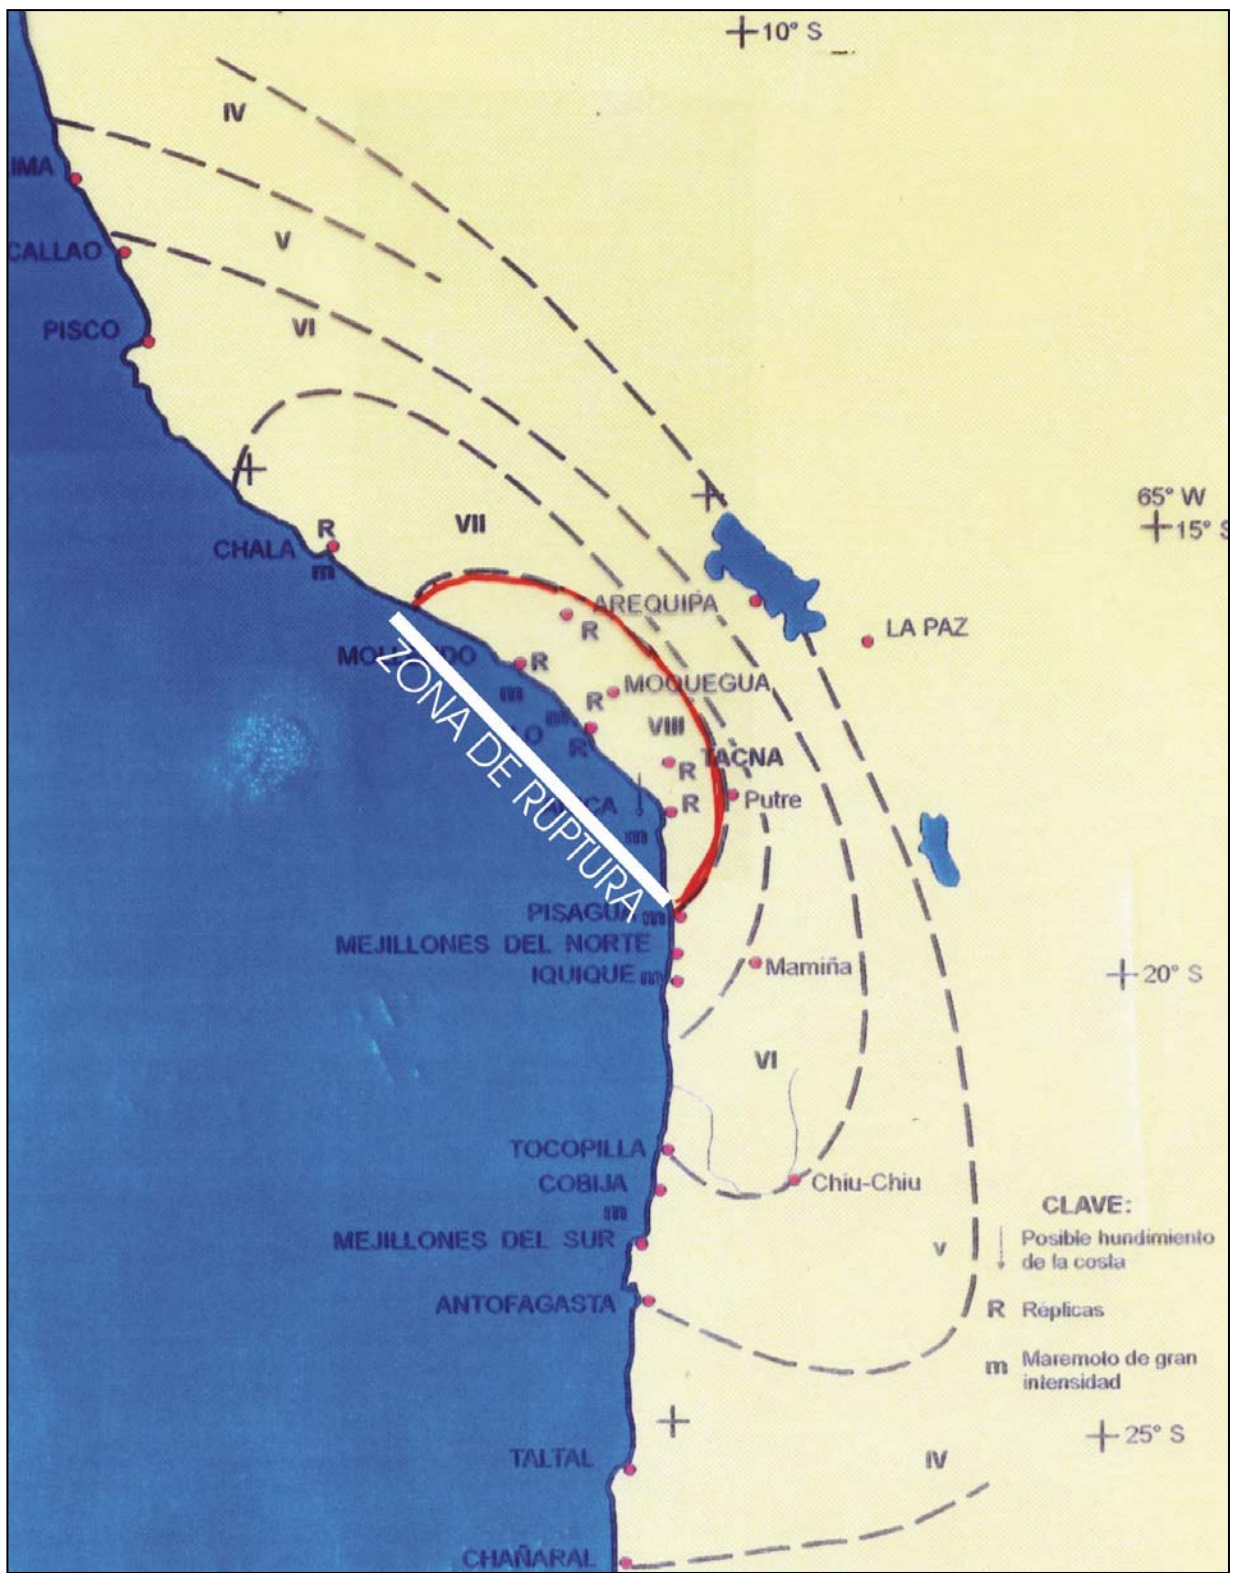 10° S
IV
IMA
V
CALLAO
VI
PISCO
65° W
15° S
VII
R
CHALA
m
AREQUIPA
R
LA PAZ
R
MOQUEGUA
R
VIII
R
TACNA
R
R
Putre
ZONA DE RUPTURA
PISAGUA
MEJILLONES DEL NORTE
Mamiña
IQUIQUE
20° S
VI
TOCOPILLA
COBIJA
Chiu-Chiu
MEJILLONES DEL SUR
V
ANTOFAGASTA
CLAVE:
Posible hundimiento
de la costa
R Réplicas
m Maremoto de gran
intensidad
25° S
TALTAL
IV
CHAÑARAL